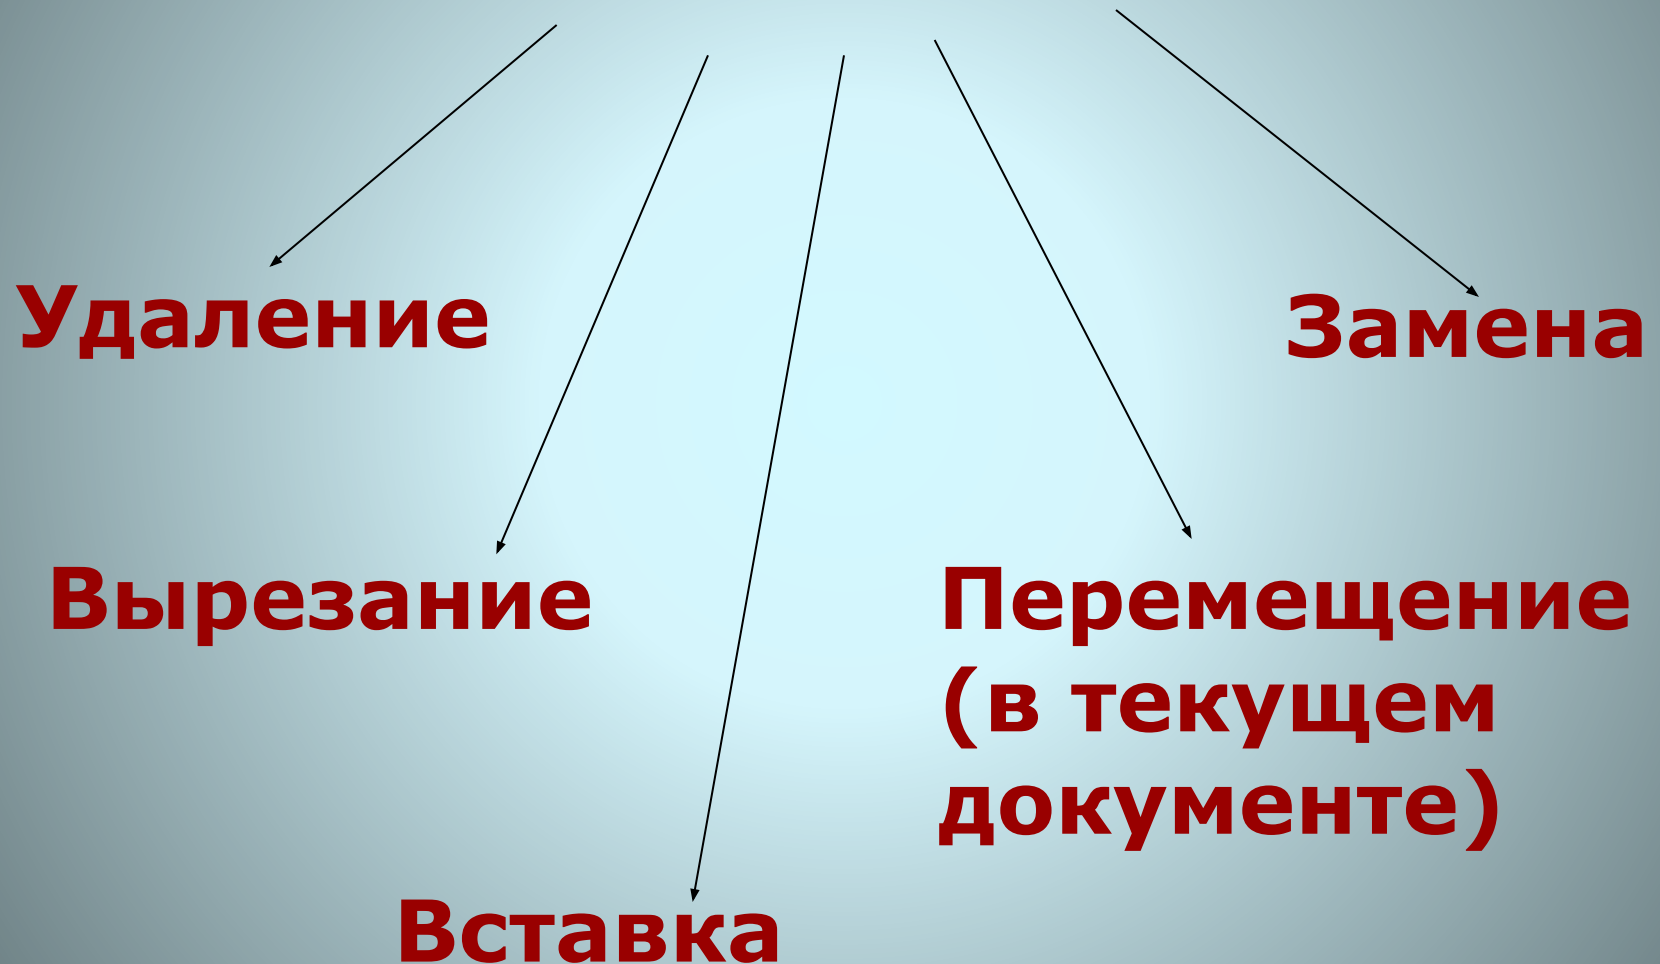 Удаление
Замена
Вырезание
Перемещение
(в текущем
документе)
Вставка